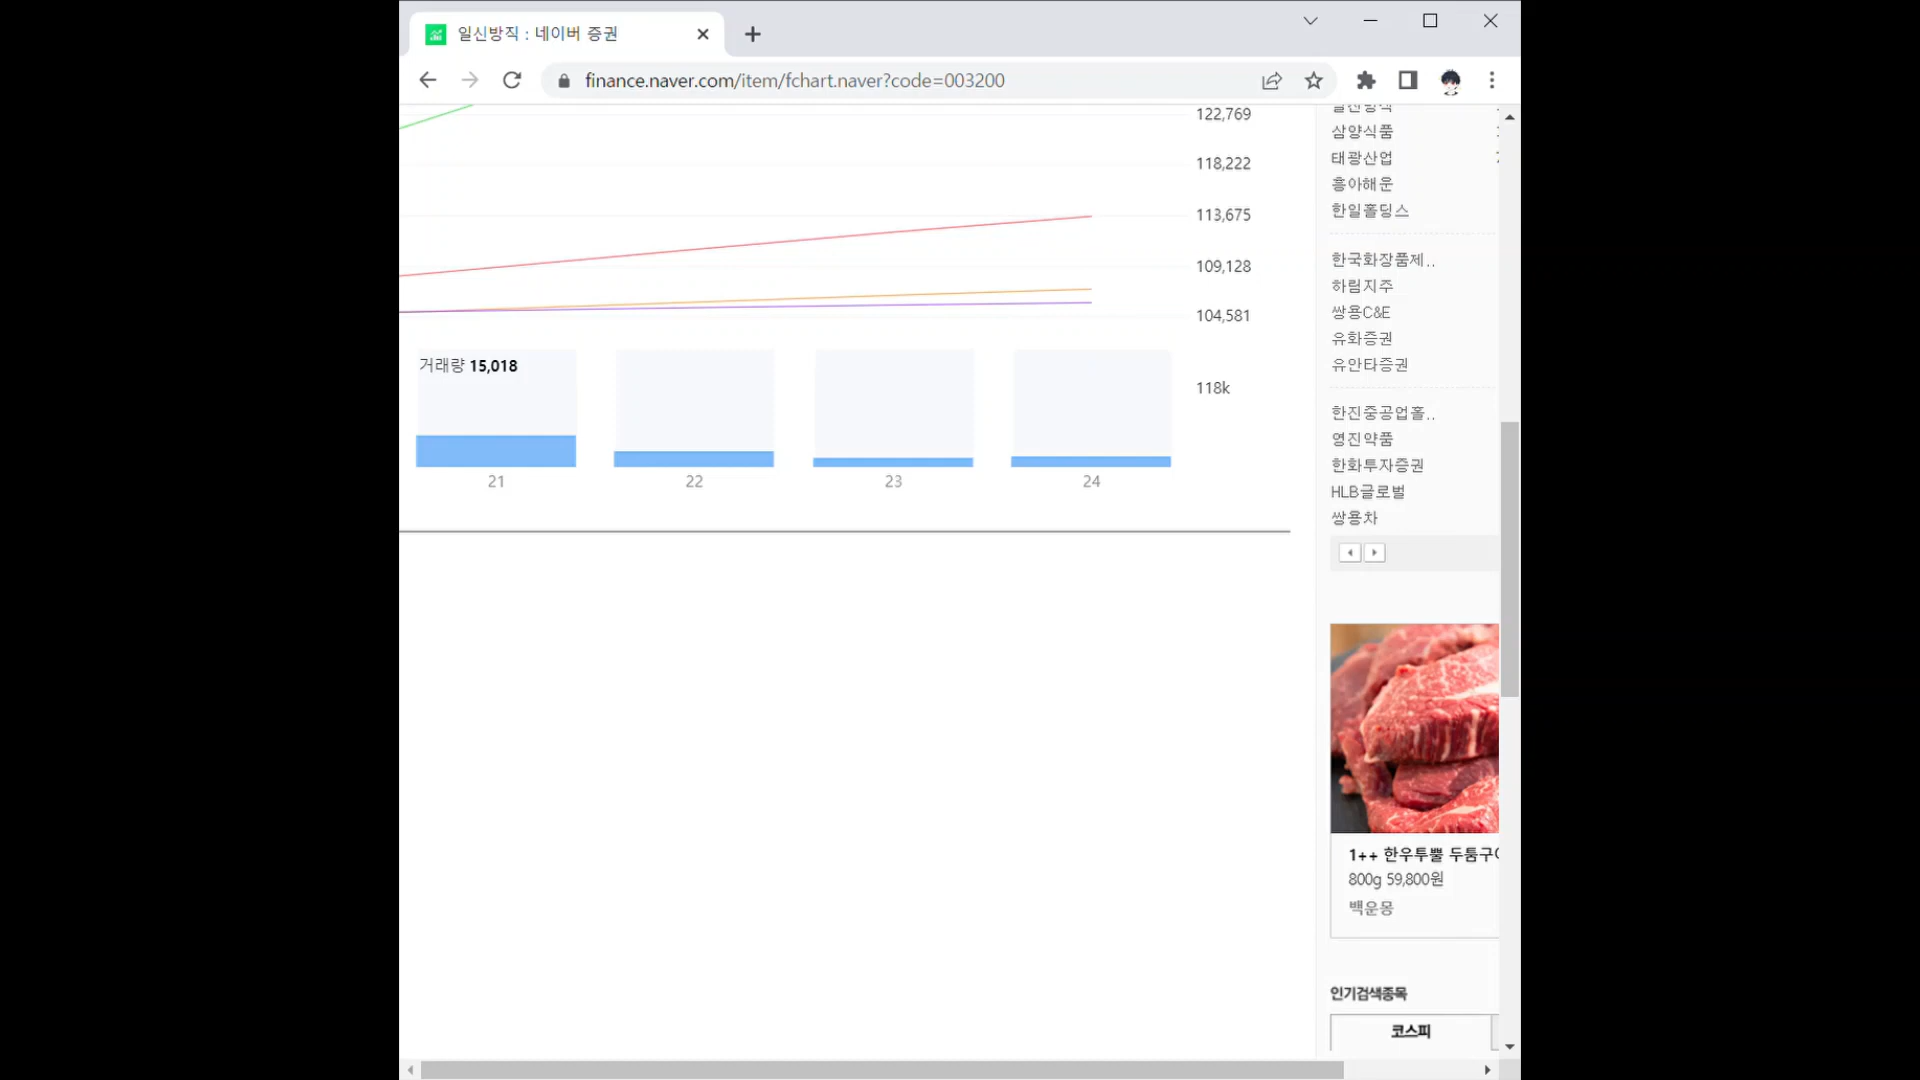 일신방직 : 네이버 증권
finance.naver.com/item/fchart.naver?code=003200
122,769
118,222
113,675
109,128
104,581
거래량 15,018
118k
21
22
23
24
일신방직
삼양식품
태광산업
흥아해운
한일홀딩스
한국화장품제..
하림지주
쌍용C&E
유화증권
유안타증권
한진중공업홀..
영진약품
한화투자증권
HLB글로벌
쌍용차
1++ 한우투뿔 두툼구
800g 59,800원
백운몽
인기검색종목
코스피